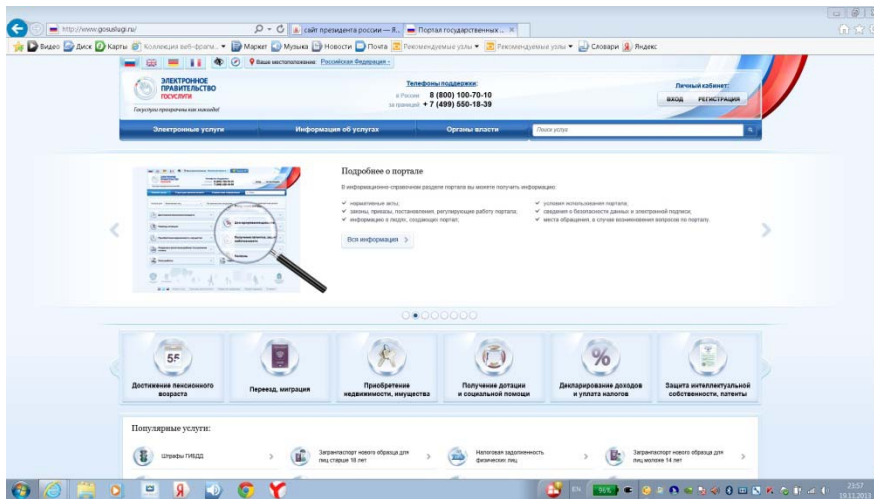 http://www.gosuslugi.ru/
сайт президента россии — Я...
Портал государственных...
Видео Диск Карты Коллекция веб-фрагм... Маркет Музыка Новости Почта Рекомендуемые узлы Рекомендуемые узлы Словари Яндекс
Ваше местоположение: Российская Федерация
ЭЛЕКТРОННОЕ
ПРАВИТЕЛЬСТВО
ГОСУСЛУГИ
Телефоны поддержки:
в России 8 (800) 100-70-10
за границей + 7 (499) 550-18-39
Личный кабинет:
ВХОД РЕГИСТРАЦИЯ
Электронные услуги Информация об услугах Органы власти Поиск услуг
Подробнее о портале
В информационно-справочном разделе портала вы можете получить информацию:
нормативные акты;
законы, приказы, постановления, регулирующие работу портала;
информацию о людях, создающих портал;
условия использования портала;
сведения о безопасности данных и электронной подписи;
места обращения, в случае возникновения вопросов по порталу.
Вся информация
55
%
Достижение пенсионного
возраста
Переезд, миграция
Приобретение
недвижимости, имущества
Получение дотации
и социальной помощи
Декларирование доходов
и уплата налогов
Защита интеллектуальной
собственности, патенты
Популярные услуги:
Штрафы ГИБДД
Загранпаспорт нового образца для
лиц старше 18 лет
Налоговая задолженность
физических лиц
Загранпаспорт нового образца для
лиц моложе 14 лет
EN 96% 23:57
19.11.2013